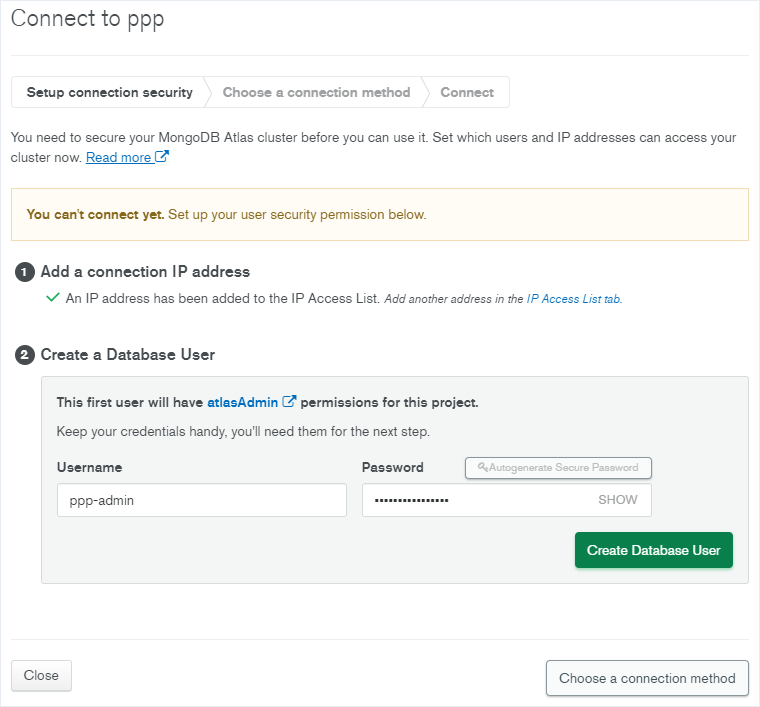 Connect to ppp
Setup connection security
Choose a connection method
Connect
You need to secure your MongoDB Atlas cluster before you can use it. Set which users and IP addresses can access your
cluster now. Read more
You can't connect yet. Set up your user security permission below.
1 Add a connection IP address
An IP address has been added to the IP Access List. Add another address in the IP Access List tab.
2 Create a Database User
This first user will have atlasAdmin permissions for this project.
Keep your credentials handy, you'll need them for the next step.
Username
Password
Autogenerate Secure Password
ppp-admin
•••••••••••••••• SHOW
Create Database User
Close
Choose a connection method